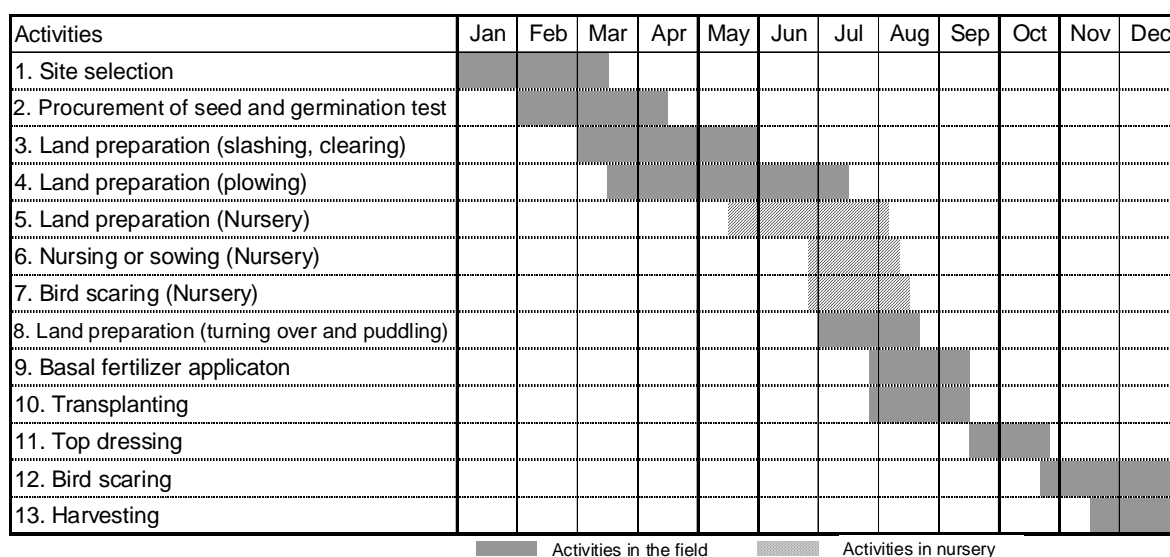 Activities Jan Feb Mar Apr May Jun Jul Aug Sep Oct Nov Dec
1. Site selection
2. Procurement of seed and germination test
3. Land preparation (slashing, clearing)
4. Land preparation (plowing)
5. Land preparation (Nursery)
6. Nursing or sowing (Nursery)
7. Bird scaring (Nursery)
8. Land preparation (turning over and puddling)
9. Basal fertilizer applicaton
10. Transplanting
11. Top dressing
12. Bird scaring
13. Harvesting
Activities in the field Activities in nursery